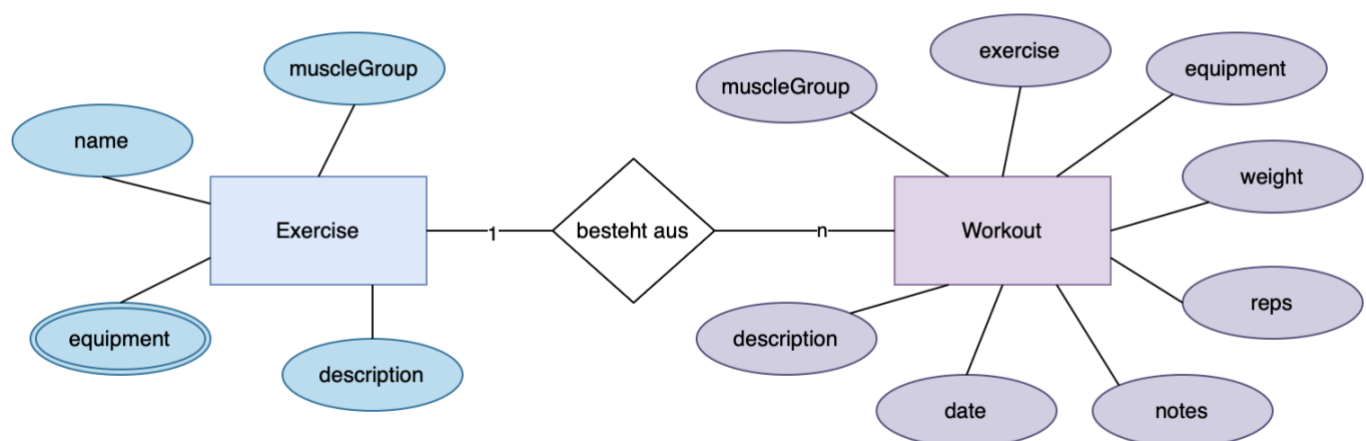 exercise
muscleGroup
equipment
muscleGroup
name
weight
Exercise
1
besteht aus
n
Workout
reps
equipment
description
description
date
notes